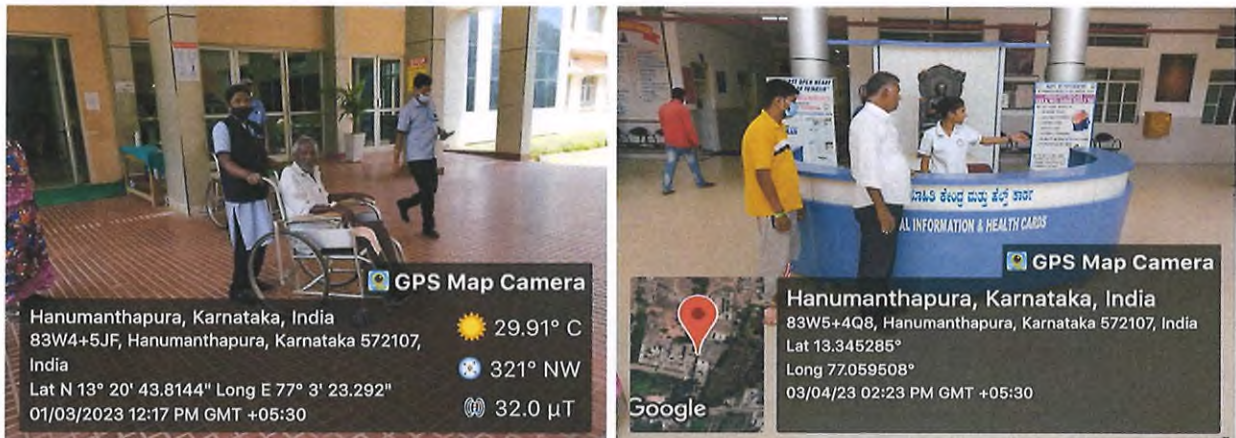 GPS Map Camera
Hanumanthapura, Karnataka, India
83W4+5JF, Hanumanthapura, Karnataka 572107,
India
Lat N 13° 20' 43.8144" Long E 77° 3' 23.292"
01/03/2023 12:17 PM GMT +05:30
29.91° C
321° NW
32.0 µT
OPEN HEART
ಮಾಹಿತಿ ಕೇಂದ್ರ ಮತ್ತು ಹೆಲ್ತ್ ಕಾರ್ಡ
INFORMATION & HEALTH CARDS
GPS Map Camera
Hanumanthapura, Karnataka, India
83W5+4Q8, Hanumanthapura, Karnataka 572107, India
Lat 13.345285°
Long 77.059508°
03/04/23 02:23 PM GMT +05:30
Google